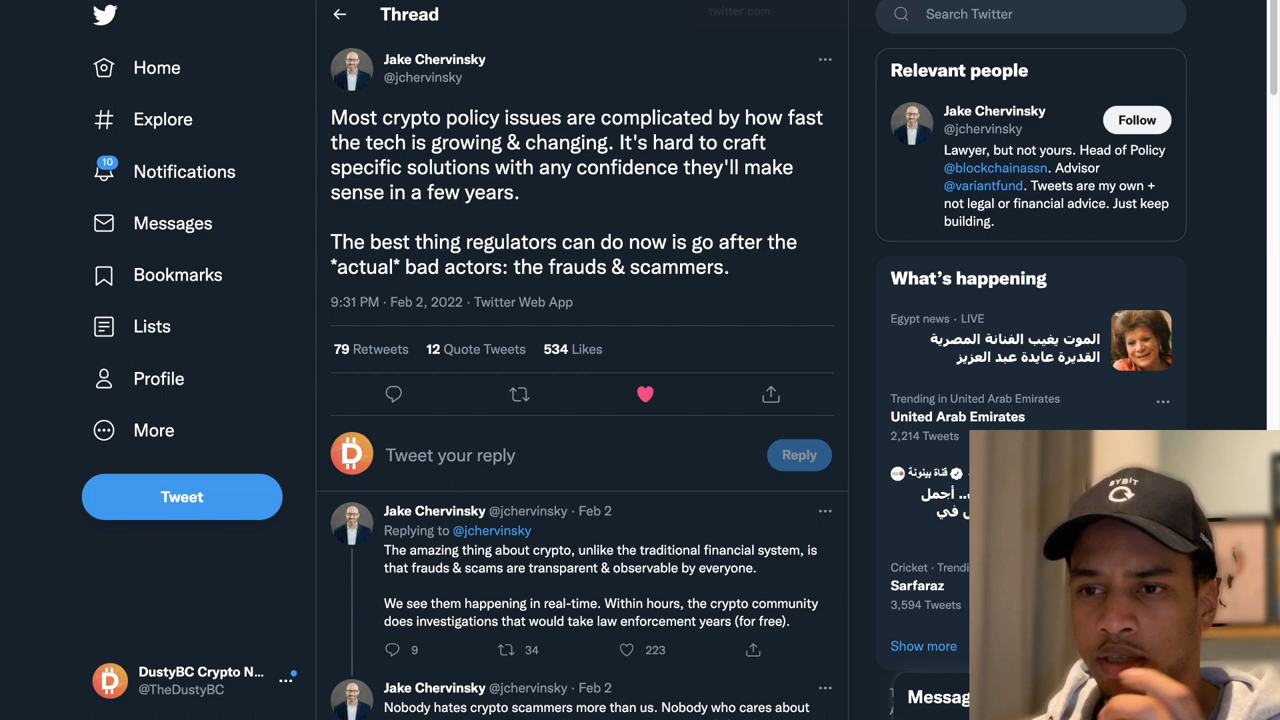 twitter.com
Thread
Search Twitter
Home
Explore
10
Notifications
Messages
Bookmarks
Lists
Profile
More
Tweet
DustyBC Crypto N...
@TheDustyBC
Jake Chervinsky
@jchervinsky
Most crypto policy issues are complicated by how fast
the tech is growing & changing. It's hard to craft
specific solutions with any confidence they'll make
sense in a few years.
The best thing regulators can do now is go after the
*actual* bad actors: the frauds & scammers.
9:31 PM · Feb 2, 2022 · Twitter Web App
79 Retweets 12 Quote Tweets 534 Likes
Tweet your reply
Reply
Jake Chervinsky @jchervinsky · Feb 2
Replying to @jchervinsky
The amazing thing about crypto, unlike the traditional financial system, is
that frauds & scams are transparent & observable by everyone.
We see them happening in real-time. Within hours, the crypto community
does investigations that would take law enforcement years (for free).
9 34 223
Jake Chervinsky @jchervinsky · Feb 2
Nobody hates crypto scammers more than us. Nobody who cares about
Relevant people
Jake Chervinsky
@jchervinsky
Follow
Lawyer, but not yours. Head of Policy
@blockchainassn. Advisor
@variantfund. Tweets are my own +
not legal or financial advice. Just keep
building.
What's happening
Egypt news · LIVE
الموت يغيب الفنانة المصرية
القديرة عايدة عبد العزيز
Trending in United Arab Emirates
United Arab Emirates
2,214 Tweets
قناة بينونة
.. أجمل
في
Cricket · Trendi
Sarfaraz
3,594 Tweets
Show more
Messag
BYBIT